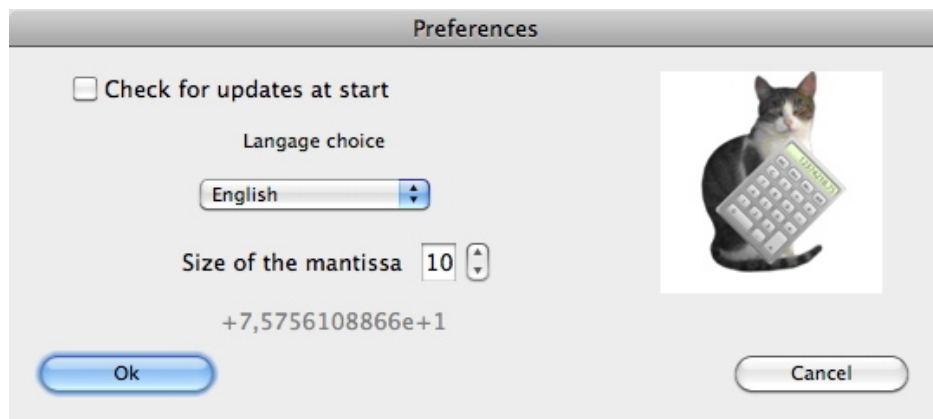 Preferences
Check for updates at start
Langage choice
English
Size of the mantissa 10
+7,5756108866e+1
Ok
Cancel